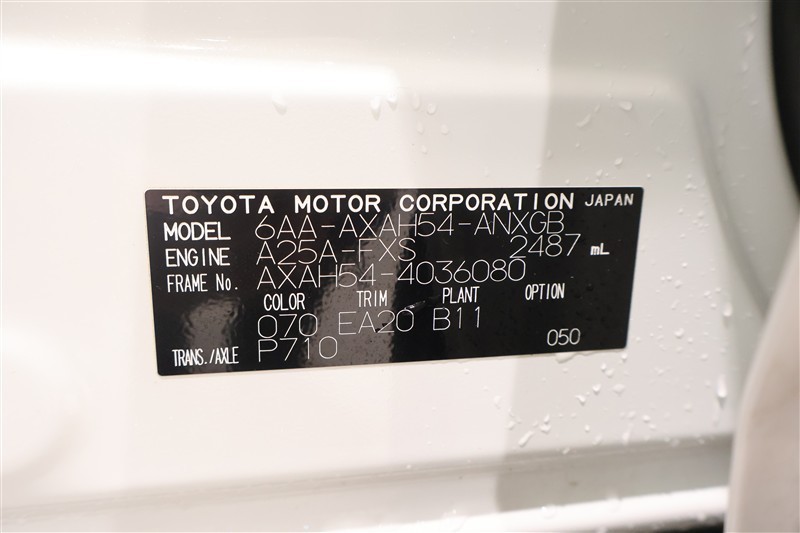 TOYOTA MOTOR CORPORATION JAPAN
MODEL 6AA-AXAH54-ANXGB
ENGINE A25A-FXS 2487 mL
FRAME No. AXAH54-4036080
COLOR TRIM PLANT OPTION
070 EA20 B11
TRANS./AXLE P710 050